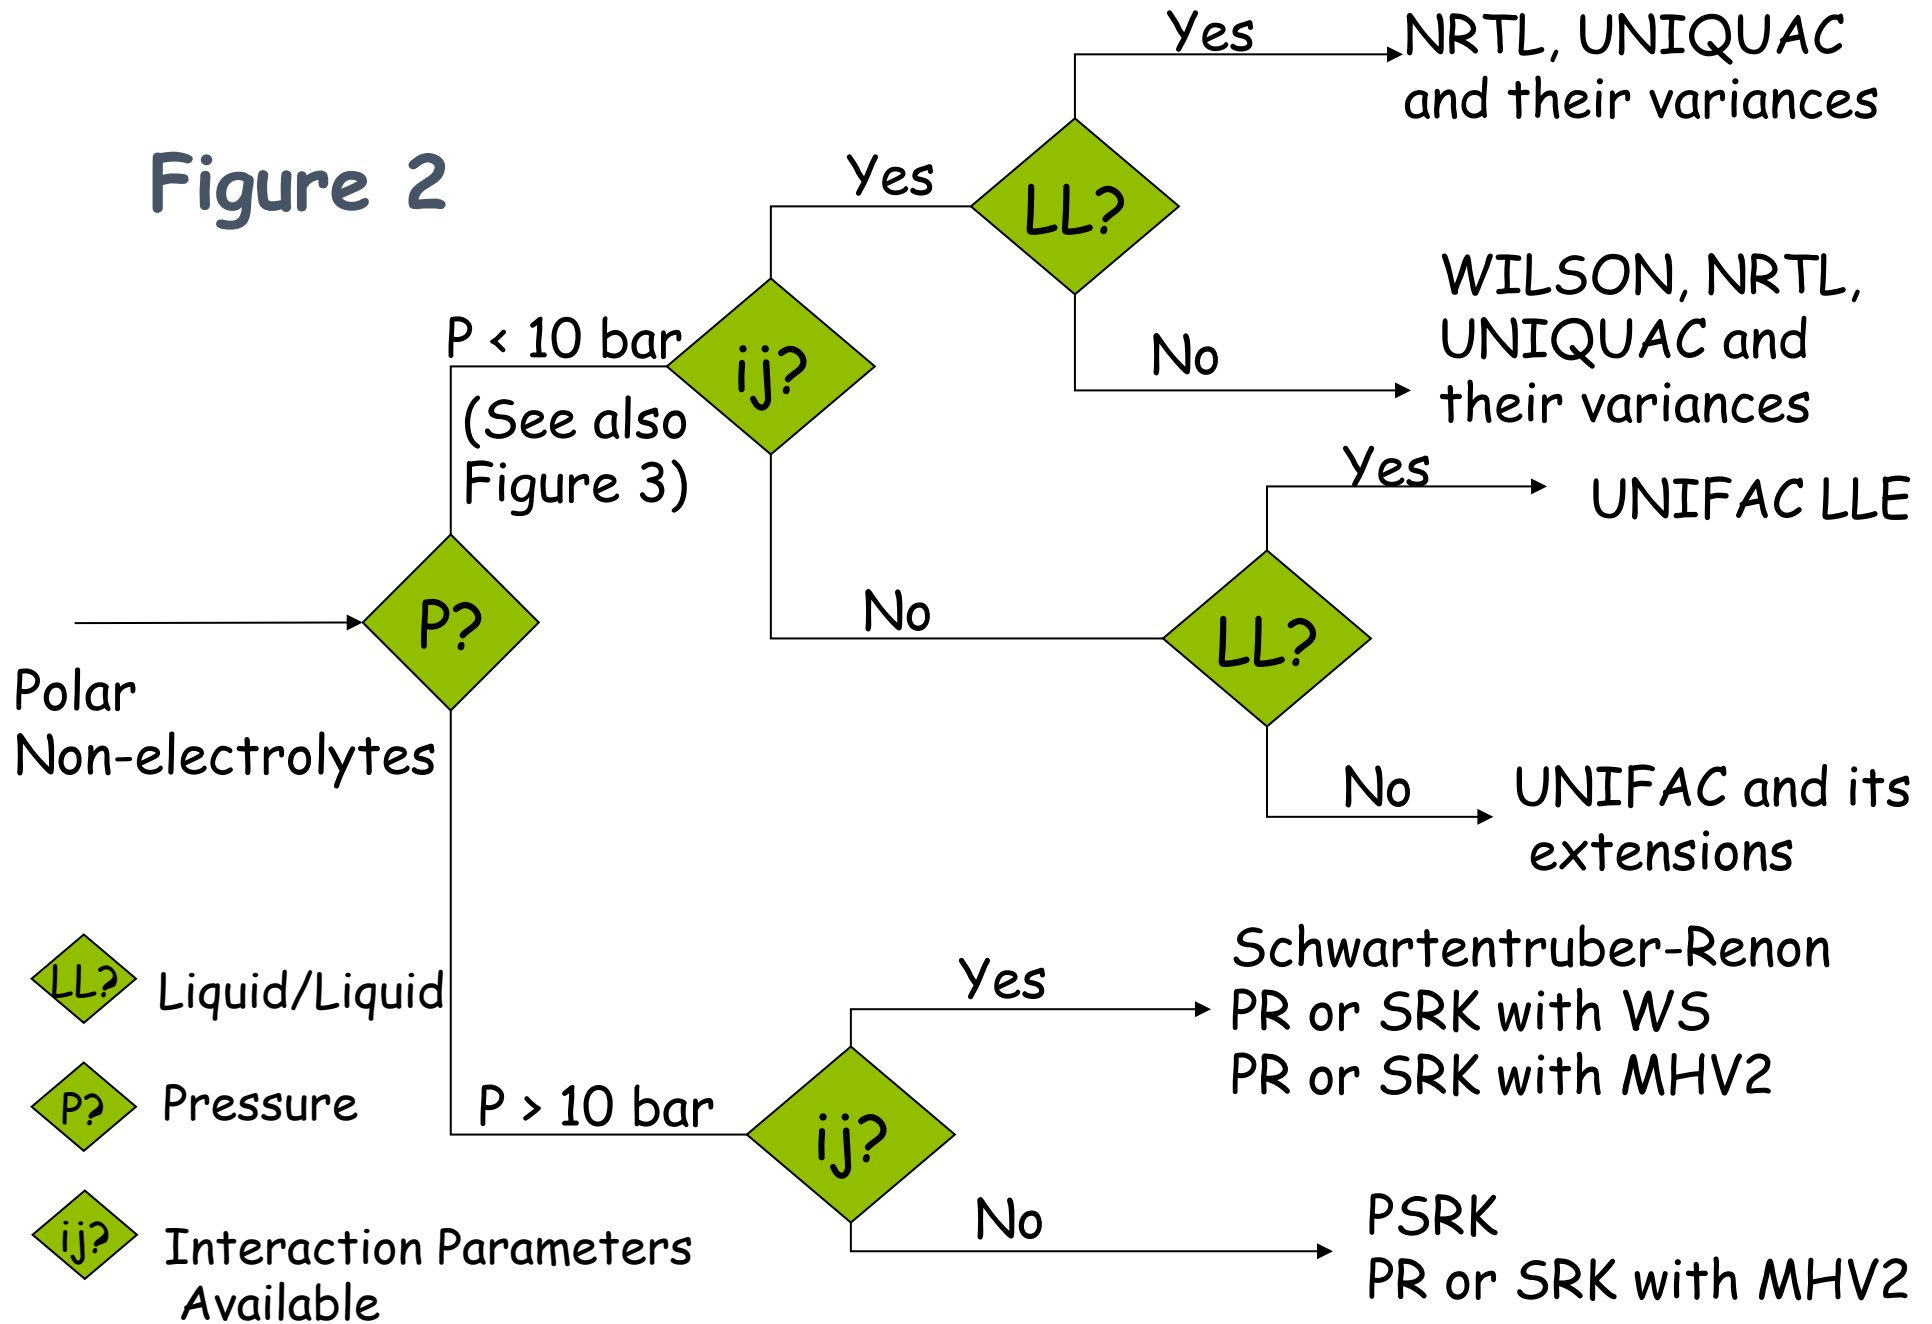 Figure 2
Yes
NRTL, UNIQUAC
and their variances
Yes
LL?
WILSON, NRTL,
UNIQUAC and
their variances
No
P < 10 bar
ij?
(See also
Figure 3)
Yes
UNIFAC LLE
P?
No
LL?
Polar
Non-electrolytes
No
UNIFAC and its
extensions
Yes
Schwartentruber-Renon
PR or SRK with WS
PR or SRK with MHV2
P > 10 bar
ij?
No
PSRK
PR or SRK with MHV2
LL?
Liquid/Liquid
P?
Pressure
ij?
Interaction Parameters
Available